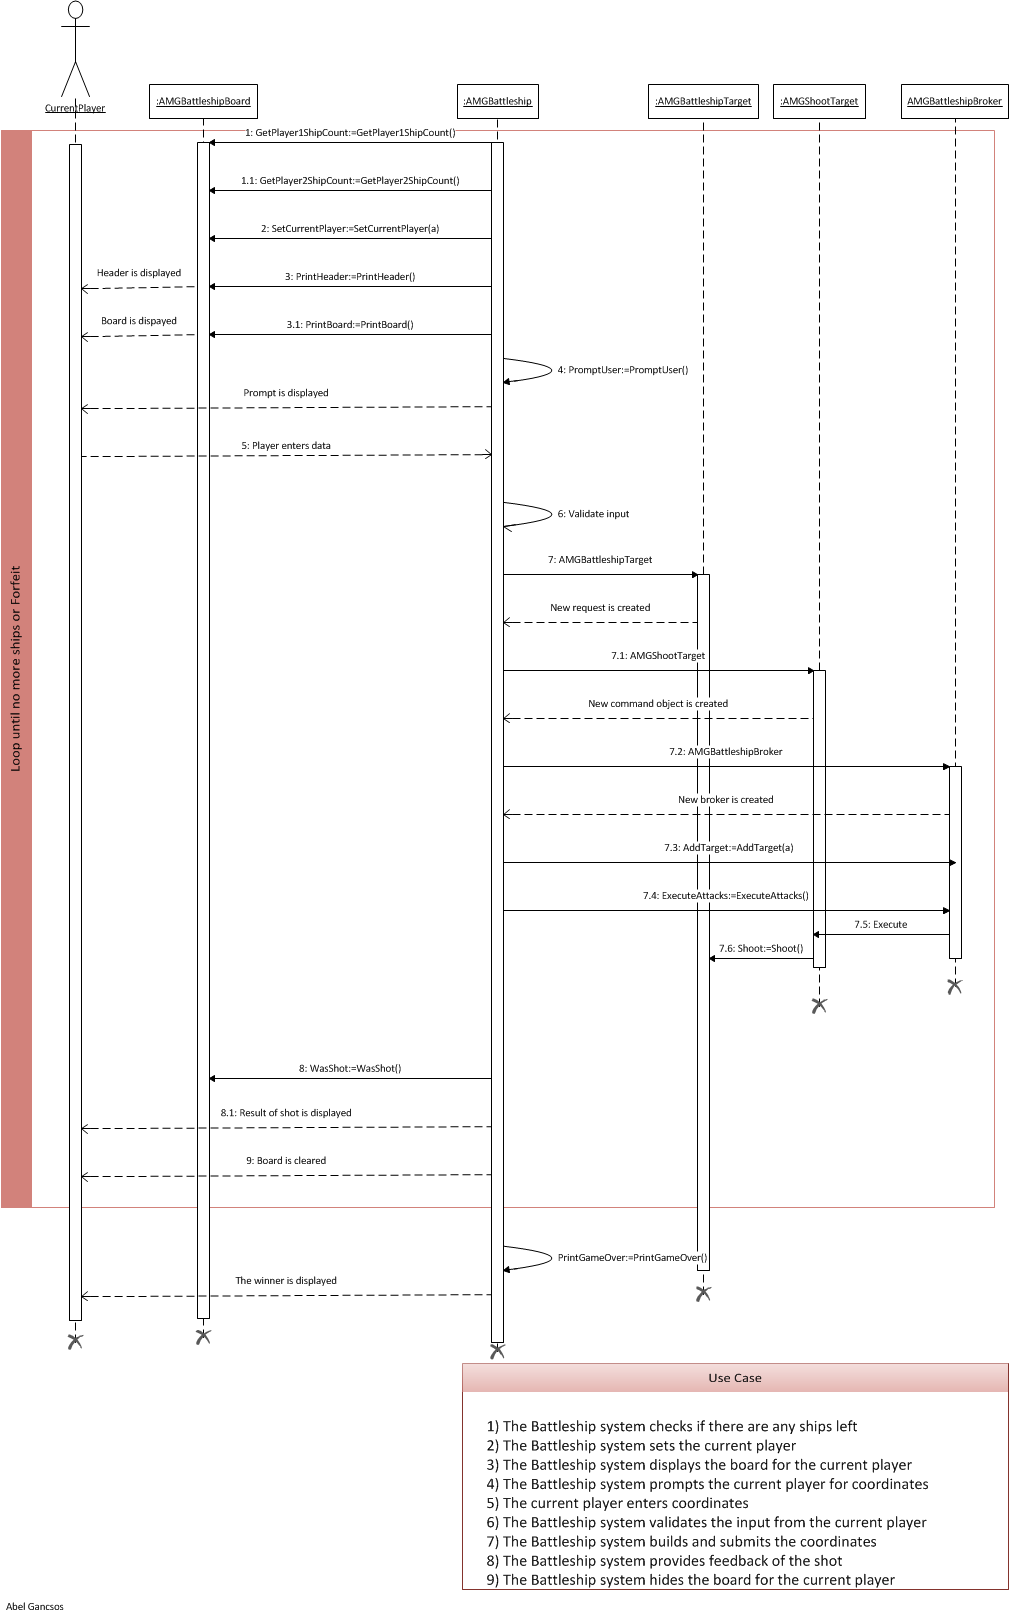 CurrentPlayer
:AMGBattleshipBoard
:AMGBattleship
:AMGBattleshipTarget
:AMGShootTarget
AMGBattleshipBroker
1: GetPlayer1ShipCount:=GetPlayer1ShipCount()
1.1: GetPlayer2ShipCount:=GetPlayer2ShipCount()
2: SetCurrentPlayer:=SetCurrentPlayer(a)
Header is displayed
3: PrintHeader:=PrintHeader()
Board is dispayed
3.1: PrintBoard:=PrintBoard()
4: PromptUser:=PromptUser()
Prompt is displayed
5: Player enters data
6: Validate input
7: AMGBattleshipTarget
New request is created
7.1: AMGShootTarget
New command object is created
7.2: AMGBattleshipBroker
New broker is created
7.3: AddTarget:=AddTarget(a)
7.4: ExecuteAttacks:=ExecuteAttacks()
7.5: Execute
7.6: Shoot:=Shoot()
Loop until no more ships or Forfeit
8: WasShot:=WasShot()
8.1: Result of shot is displayed
9: Board is cleared
PrintGameOver:=PrintGameOver()
The winner is displayed
Use Case
1) The Battleship system checks if there are any ships left
2) The Battleship system sets the current player
3) The Battleship system displays the board for the current player
4) The Battleship system prompts the current player for coordinates
5) The current player enters coordinates
6) The Battleship system validates the input from the current player
7) The Battleship system builds and submits the coordinates
8) The Battleship system provides feedback of the shot
9) The Battleship system hides the board for the current player
Abel Gancsos